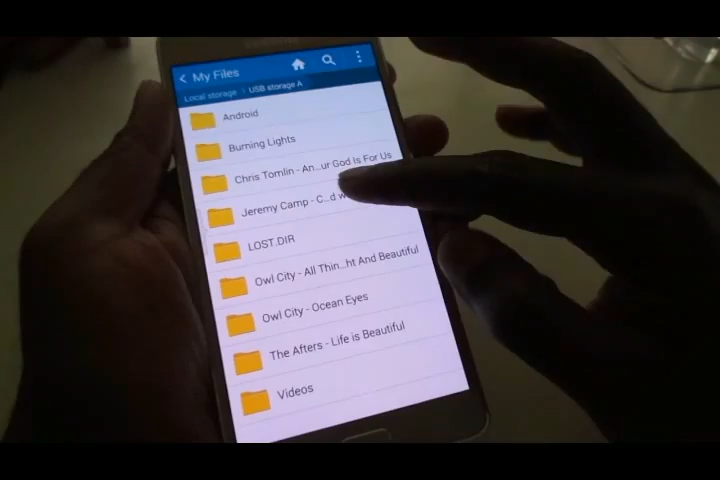 My Files
Local storage > USB storage A
Android
Burning Lights
Chris Tomlin - An...ur God Is For Us
Jeremy Camp - C...d w
LOST.DIR
Owl City - All Thin...ht And Beautiful
Owl City - Ocean Eyes
The Afters - Life is Beautiful
Videos